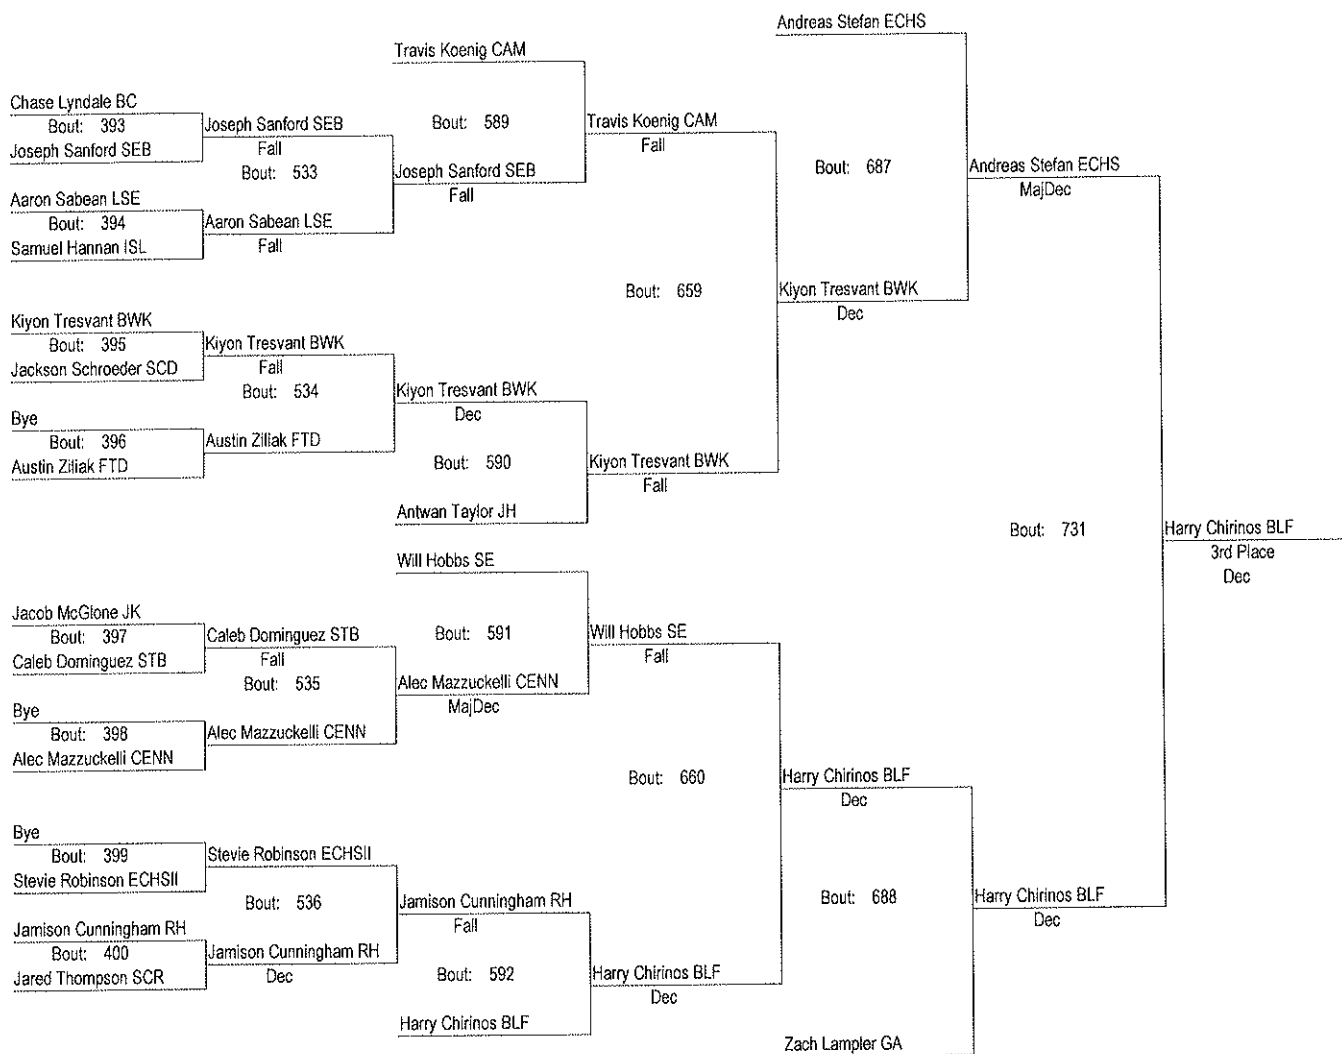 Andreas Stefan ECHS
Travis Koenig CAM
Chase Lyndale BC
Bout: 393
Joseph Sanford SEB
Joseph Sanford SEB
Fall
Bout: 533
Aaron Sabean LSE
Bout: 394
Samuel Hannan ISL
Aaron Sabean LSE
Fall
Bout: 589
Joseph Sanford SEB
Fall
Travis Koenig CAM
Fall
Kiyon Tresvant BWK
Bout: 395
Jackson Schroeder SCD
Kiyon Tresvant BWK
Fall
Bout: 534
Bye
Bout: 396
Austin Ziliak FTD
Austin Ziliak FTD
Kiyon Tresvant BWK
Dec
Bout: 590
Antwan Taylor JH
Kiyon Tresvant BWK
Fall
Bout: 659
Kiyon Tresvant BWK
Dec
Bout: 687
Andreas Stefan ECHS
MajDec
Will Hobbs SE
Jacob McGlone JK
Bout: 397
Caleb Dominguez STB
Caleb Dominguez STB
Fall
Bout: 535
Bye
Bout: 398
Alec Mazzuckelli CENN
Alec Mazzuckelli CENN
Bout: 591
Alec Mazzuckelli CENN
MajDec
Will Hobbs SE
Fall
Bye
Bout: 399
Stevie Robinson ECHSII
Stevie Robinson ECHSII
Bout: 536
Jamison Cunningham RH
Bout: 400
Jared Thompson SCR
Jamison Cunningham RH
Dec
Jamison Cunningham RH
Fall
Bout: 592
Harry Chirinos BLF
Harry Chirinos BLF
Dec
Bout: 660
Harry Chirinos BLF
Dec
Bout: 688
Zach Lampler GA
Harry Chirinos BLF
Dec
Bout: 731
Harry Chirinos BLF
3rd Place
Dec